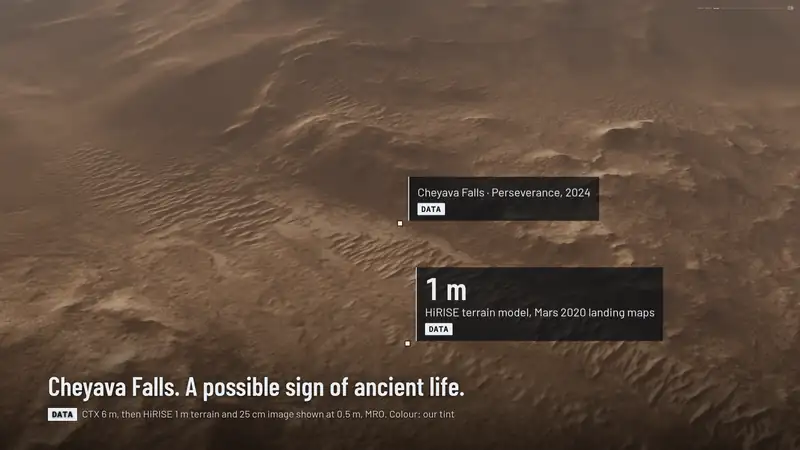 Cheyava Falls · Perseverance, 2024
DATA
1 m
HiRISE terrain model, Mars 2020 landing maps
DATA
Cheyava Falls. A possible sign of ancient life.
DATA CTX 6 m, then HiRISE 1 m terrain and 25 cm image shown at 0.5 m, MRO. Colour: our tint